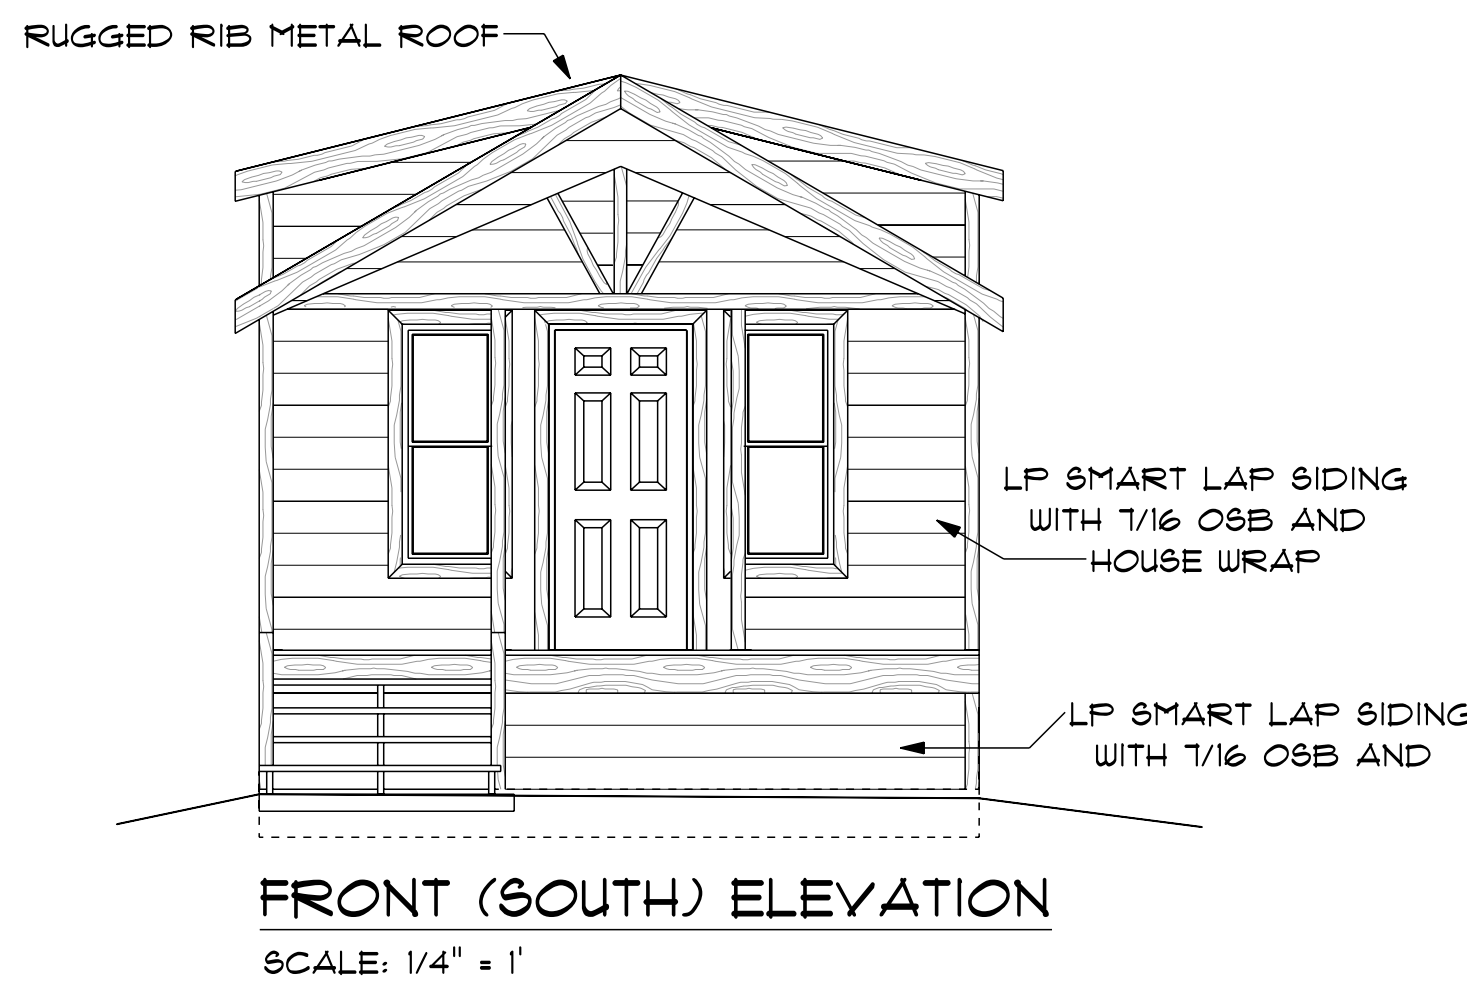 RUGGED RIB METAL ROOF
LP SMART LAP SIDING
WITH 7/16 OSB AND
HOUSE WRAP
LP SMART LAP SIDING
WITH 7/16 OSB AND
FRONT (SOUTH) ELEVATION
SCALE: 1/4" = 1'